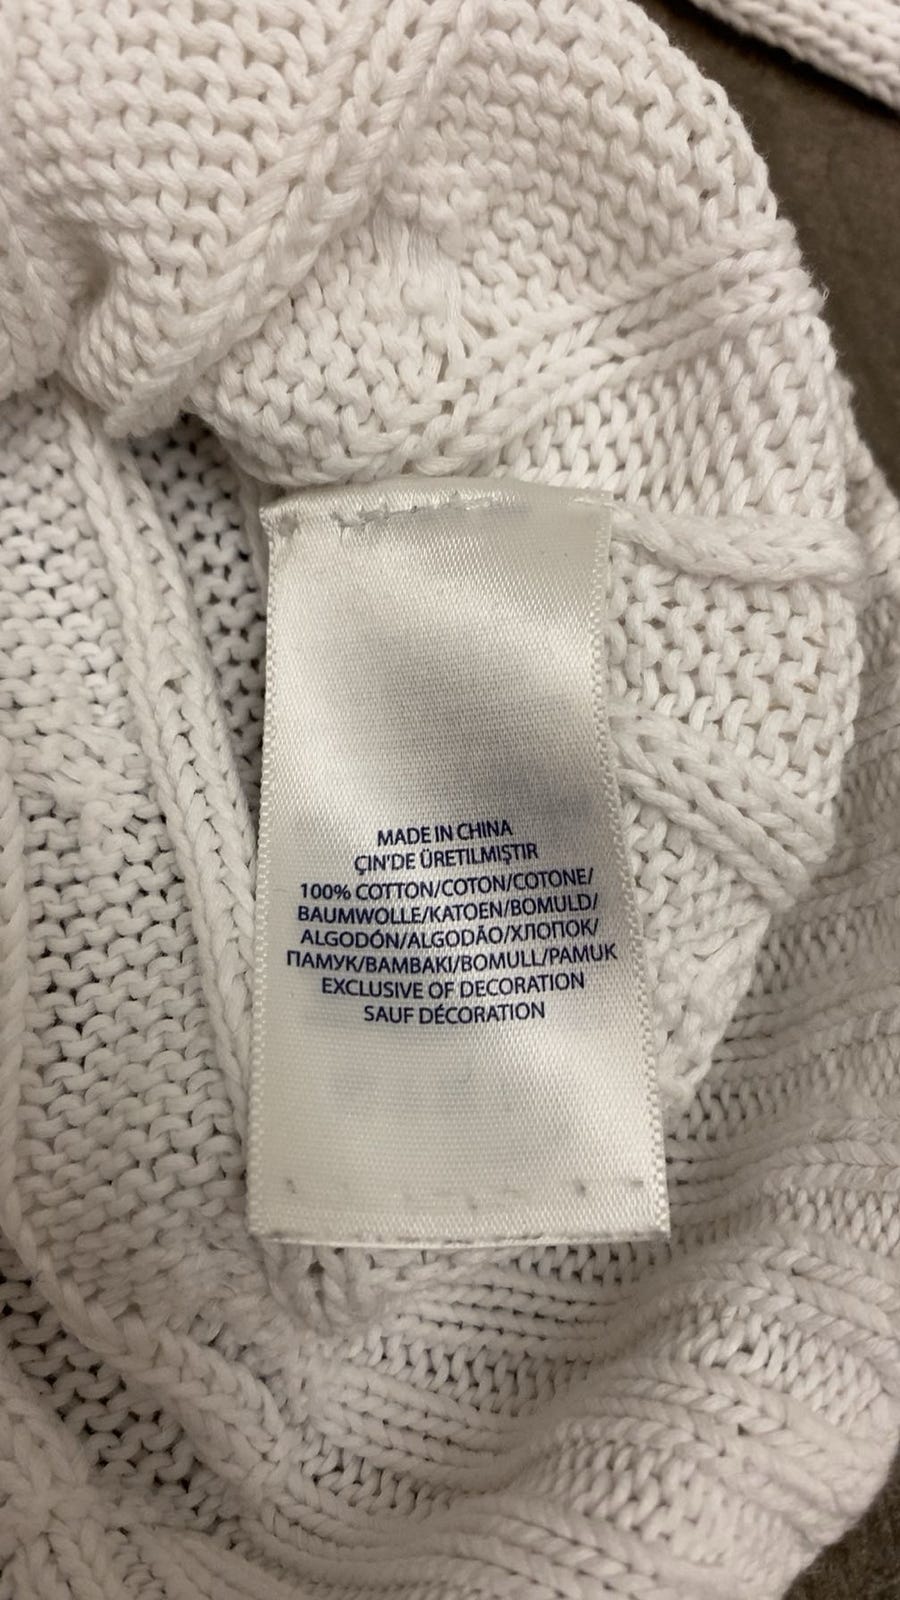 MADE IN CHINA
ÇIN'DE ÜRETILMIŞTIR
100% COTTON/COTON/COTONE/
BAUMWOLLE/KATOEN/BOMULD/
ALGODÓN/ALGODÃO/ХЛОПОК/
ПАМУК/BAMBAKI/BOMULL/PAMUK
EXCLUSIVE OF DECORATION
SAUF DÉCORATION